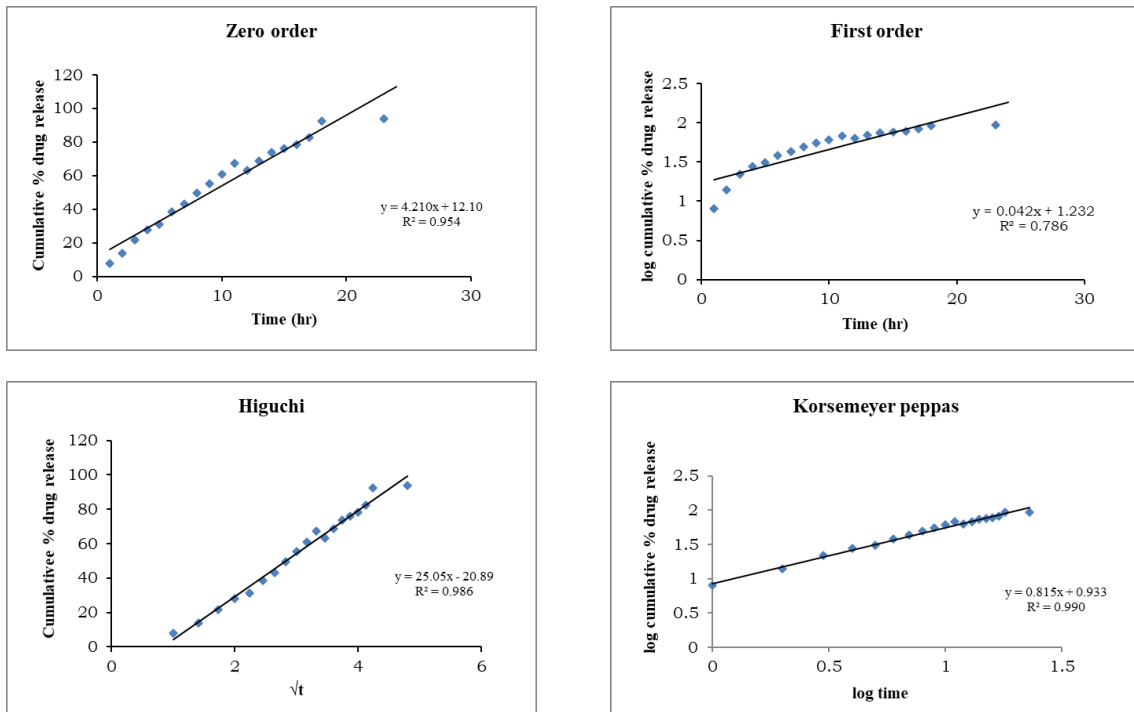 Zero order
Cumulative % drug release
120
100
80
60
40
20
0
y = 4.210x + 12.10
R² = 0.954
0 10 20 30
Time (hr)
First order
log cumulative % drug release
2.5
2
1.5
1
0.5
0
y = 0.042x + 1.232
R² = 0.786
0 10 20 30
Time (hr)
Higuchi
Cumulativee % drug release
120
100
80
60
40
20
0
y = 25.05x - 20.89
R² = 0.986
0 2 4 6
√t
Korsemeyer peppas
log cumulative % drug release
2.5
2
1.5
1
0.5
0
y = 0.815x + 0.933
R² = 0.990
0 0.5 1 1.5
log time